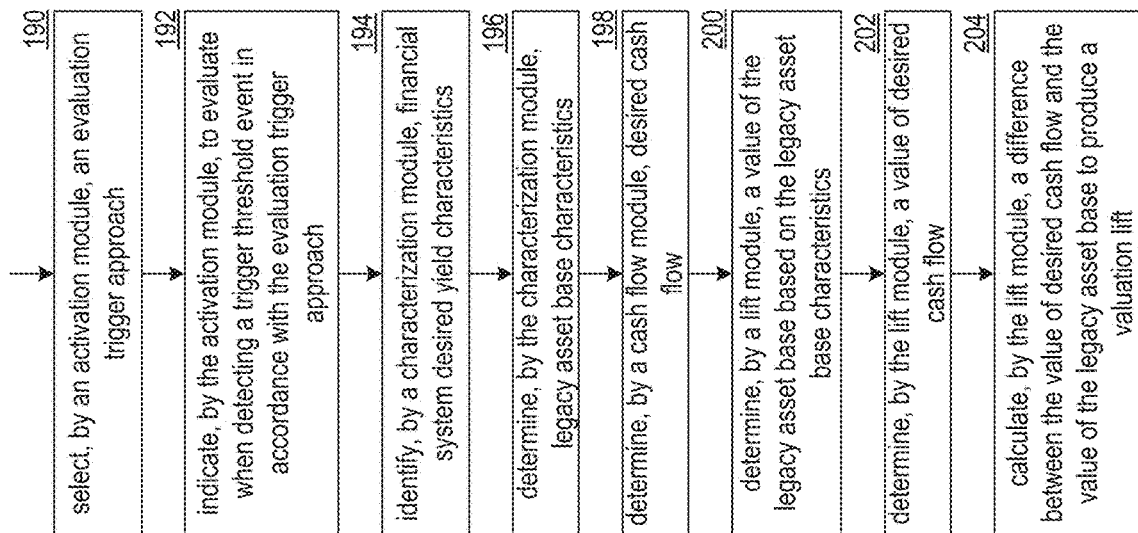 190
select, by an activation module, an evaluation
trigger approach
192
indicate, by the activation module, to evaluate
when detecting a trigger threshold event in
accordance with the evaluation trigger
approach
194
identify, by a characterization module, financial
system desired yield characteristics
196
determine, by the characterization module,
legacy asset base characteristics
198
determine, by a cash flow module, desired cash
flow
200
determine, by a lift module, a value of the
legacy asset base based on the legacy asset
base characteristics
202
determine, by the lift module, a value of desired
cash flow
204
calculate, by the lift module, a difference
between the value of desired cash flow and the
value of the legacy asset base to produce a
valuation lift